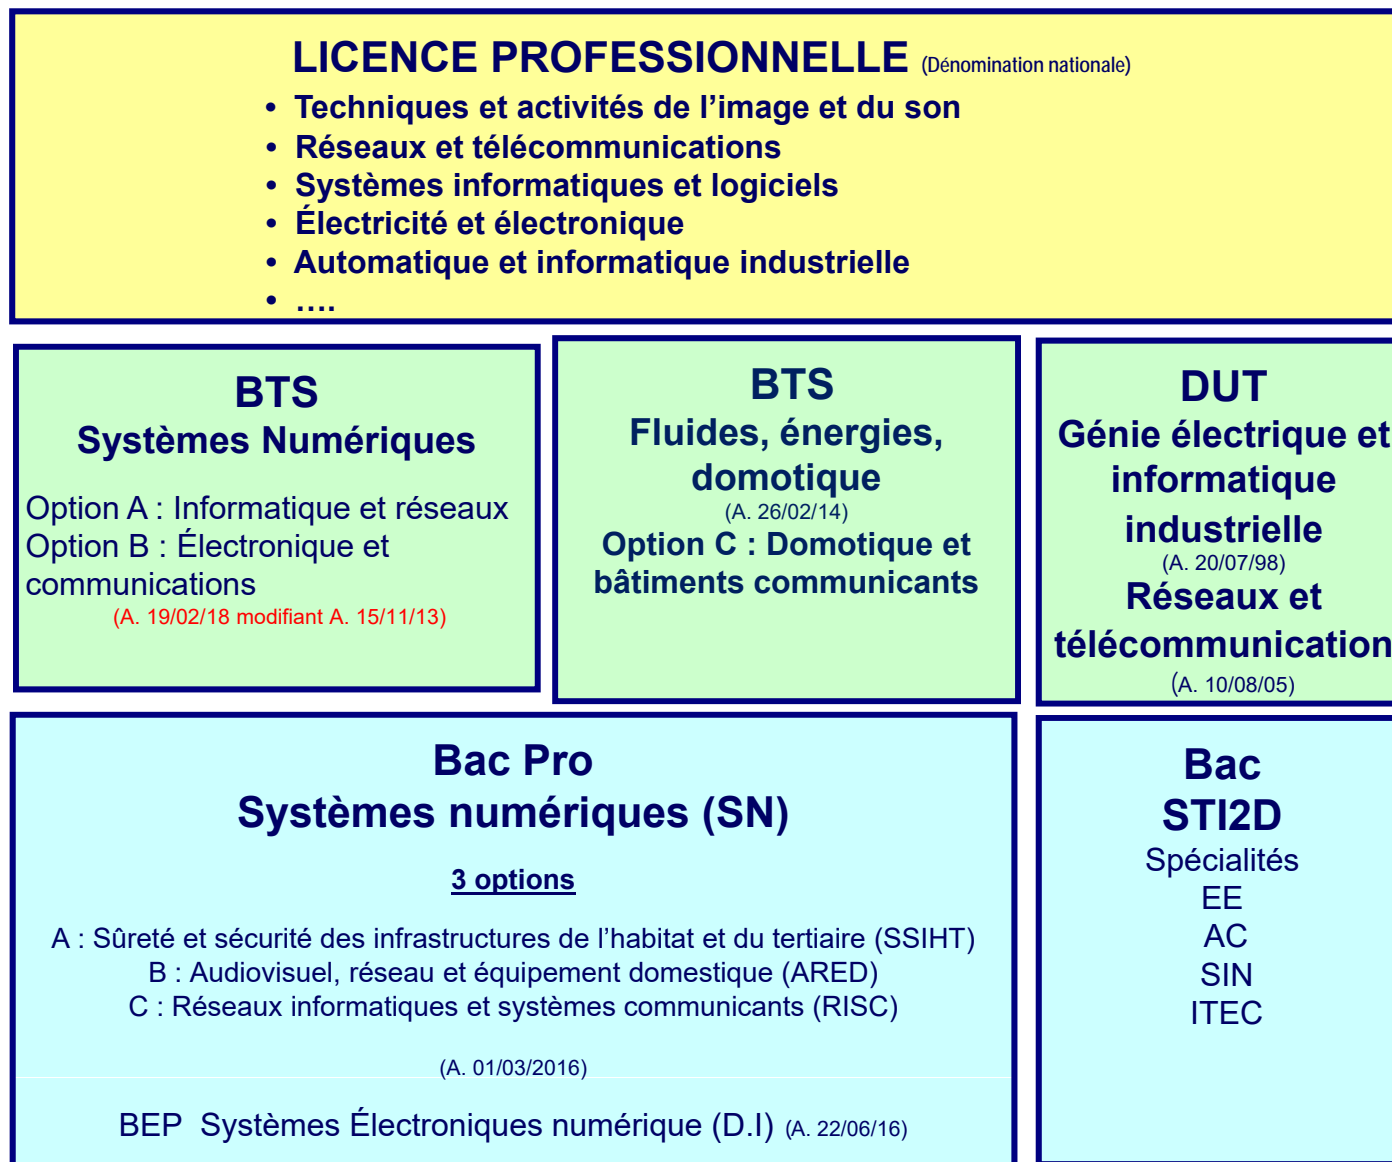 LICENCE PROFESSIONNELLE (Dénomination nationale)
• Techniques et activités de l’image et du son
• Réseaux et télécommunications
• Systèmes informatiques et logiciels
• Électricité et électronique
• Automatique et informatique industrielle
• ….
BTS
Systèmes Numériques
Option A : Informatique et réseaux
Option B : Électronique et
communications
(A. 19/02/18 modifiant A. 15/11/13)
BTS
Fluides, énergies,
domotique
(A. 26/02/14)
Option C : Domotique et
bâtiments communicants
DUT
Génie électrique et
informatique
industrielle
(A. 20/07/98)
Réseaux et
télécommunication
(A. 10/08/05)
Bac Pro
Systèmes numériques (SN)
3 options
A : Sûreté et sécurité des infrastructures de l’habitat et du tertiaire (SSIHT)
B : Audiovisuel, réseau et équipement domestique (ARED)
C : Réseaux informatiques et systèmes communicants (RISC)
(A. 01/03/2016)
BEP Systèmes Électroniques numérique (D.I) (A. 22/06/16)
Bac
STI2D
Spécialités
EE
AC
SIN
ITEC